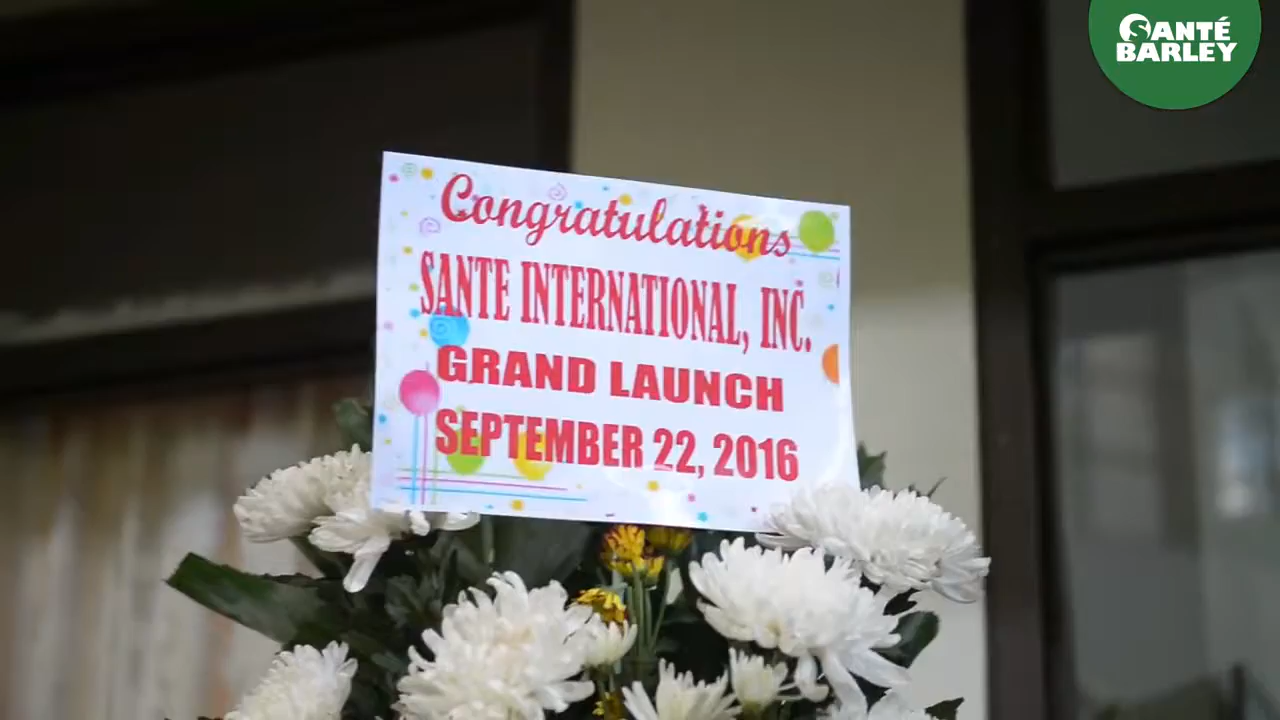 SANTÉ
BARLEY
Congratulations
SANTE INTERNATIONAL, INC.
GRAND LAUNCH
SEPTEMBER 22, 2016